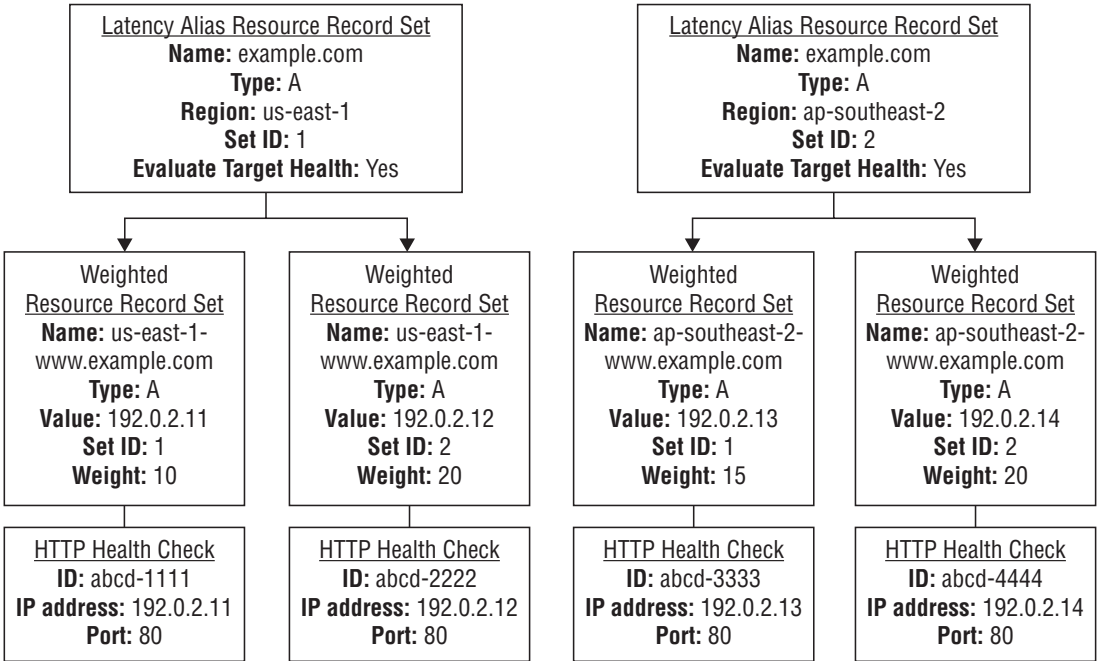 Latency Alias Resource Record Set
Name: example.com
Type: A
Region: us-east-1
Set ID: 1
Evaluate Target Health: Yes
Latency Alias Resource Record Set
Name: example.com
Type: A
Region: ap-southeast-2
Set ID: 2
Evaluate Target Health: Yes
Weighted
Resource Record Set
Name: us-east-1-
www.example.com
Type: A
Value: 192.0.2.11
Set ID: 1
Weight: 10
Weighted
Resource Record Set
Name: us-east-1-
www.example.com
Type: A
Value: 192.0.2.12
Set ID: 2
Weight: 20
Weighted
Resource Record Set
Name: ap-southeast-2-
www.example.com
Type: A
Value: 192.0.2.13
Set ID: 1
Weight: 15
Weighted
Resource Record Set
Name: ap-southeast-2-
www.example.com
Type: A
Value: 192.0.2.14
Set ID: 2
Weight: 20
HTTP Health Check
ID: abcd-1111
IP address: 192.0.2.11
Port: 80
HTTP Health Check
ID: abcd-2222
IP address: 192.0.2.12
Port: 80
HTTP Health Check
ID: abcd-3333
IP address: 192.0.2.13
Port: 80
HTTP Health Check
ID: abcd-4444
IP address: 192.0.2.14
Port: 80